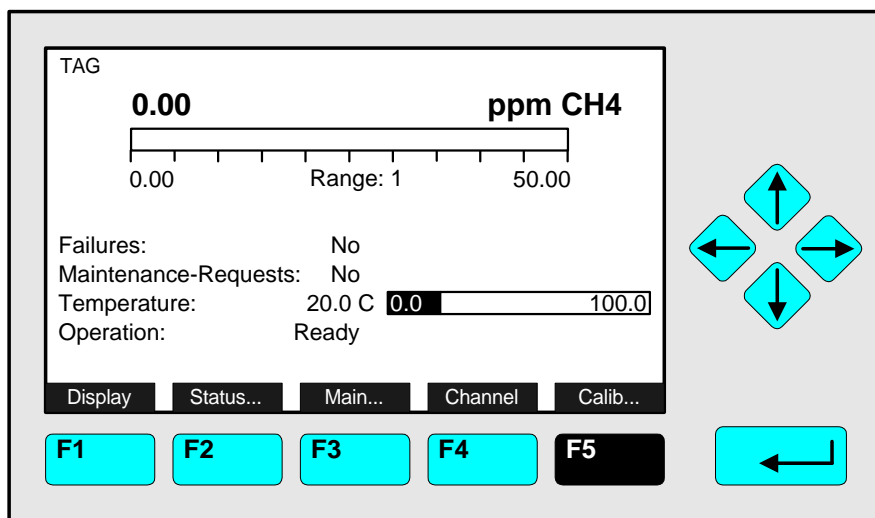 TAG
0.00 ppm CH4
0.00 Range: 1 50.00
Failures: No
Maintenance-Requests: No
Temperature: 20.0 C 0.0 100.0
Operation: Ready
Display Status... Main... Channel Calib...
F1 F2 F3 F4 F5